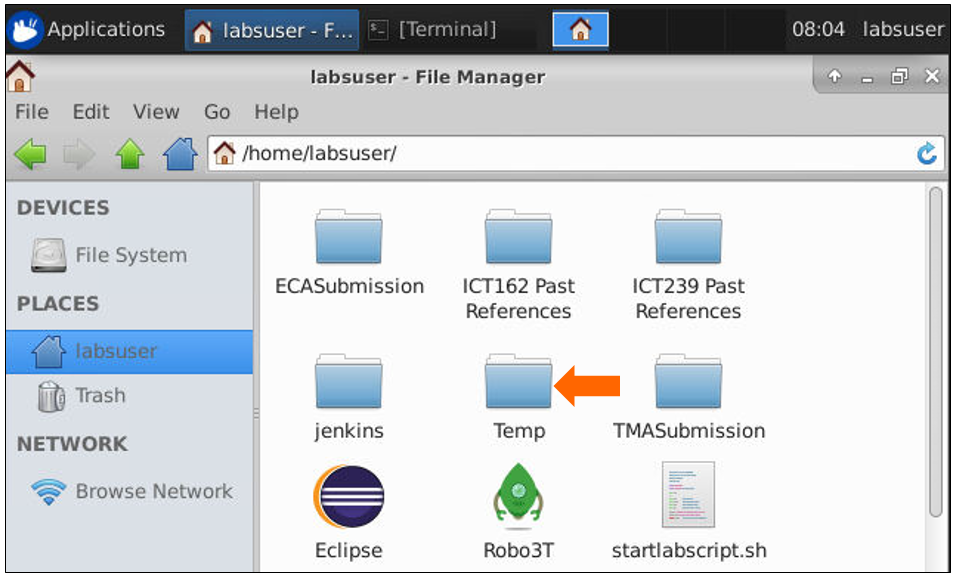 Applications labsuser - F... [Terminal] 08:04 labsuser
labsuser - File Manager
File Edit View Go Help
/home/labsuser/
DEVICES
File System
PLACES
labsuser
Trash
NETWORK
Browse Network
ECASubmission
ICT162 Past
References
ICT239 Past
References
jenkins
Temp
TMASubmission
Eclipse
Robo3T
startlabscript.sh